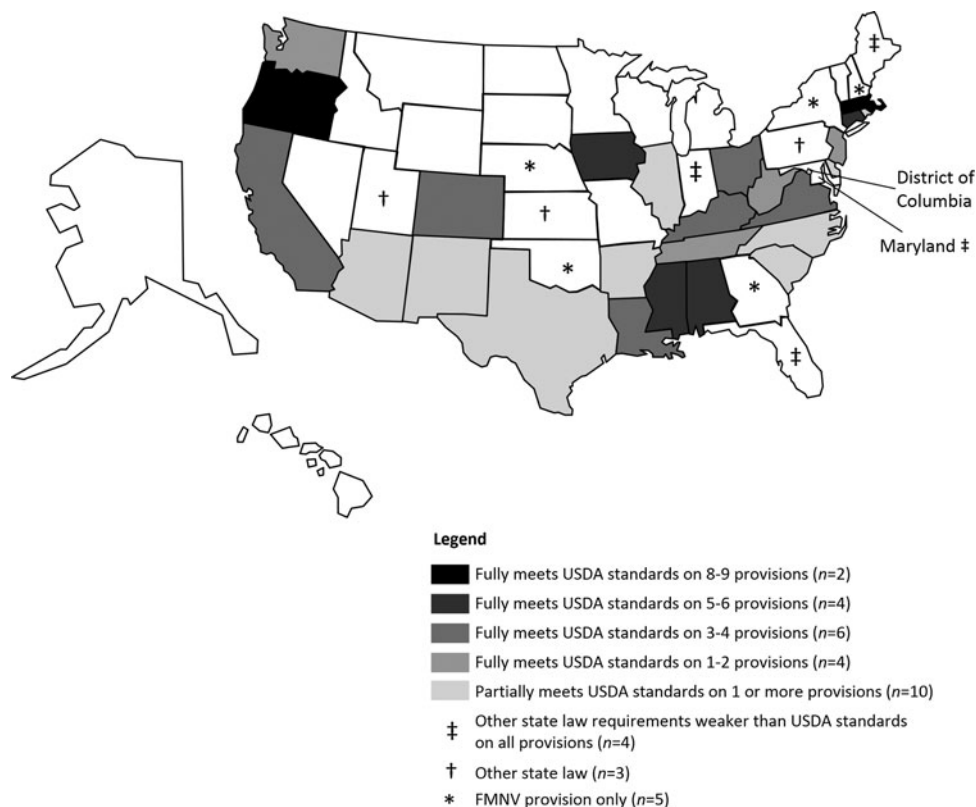 ‡
*
*
†
*
‡
†
†
District of
Columbia
Maryland ‡
*
*
‡
Legend
Fully meets USDA standards on 8-9 provisions (n=2)
Fully meets USDA standards on 5-6 provisions (n=4)
Fully meets USDA standards on 3-4 provisions (n=6)
Fully meets USDA standards on 1-2 provisions (n=4)
Partially meets USDA standards on 1 or more provisions (n=10)
‡ Other state law requirements weaker than USDA standards
on all provisions (n=4)
† Other state law (n=3)
* FMNV provision only (n=5)